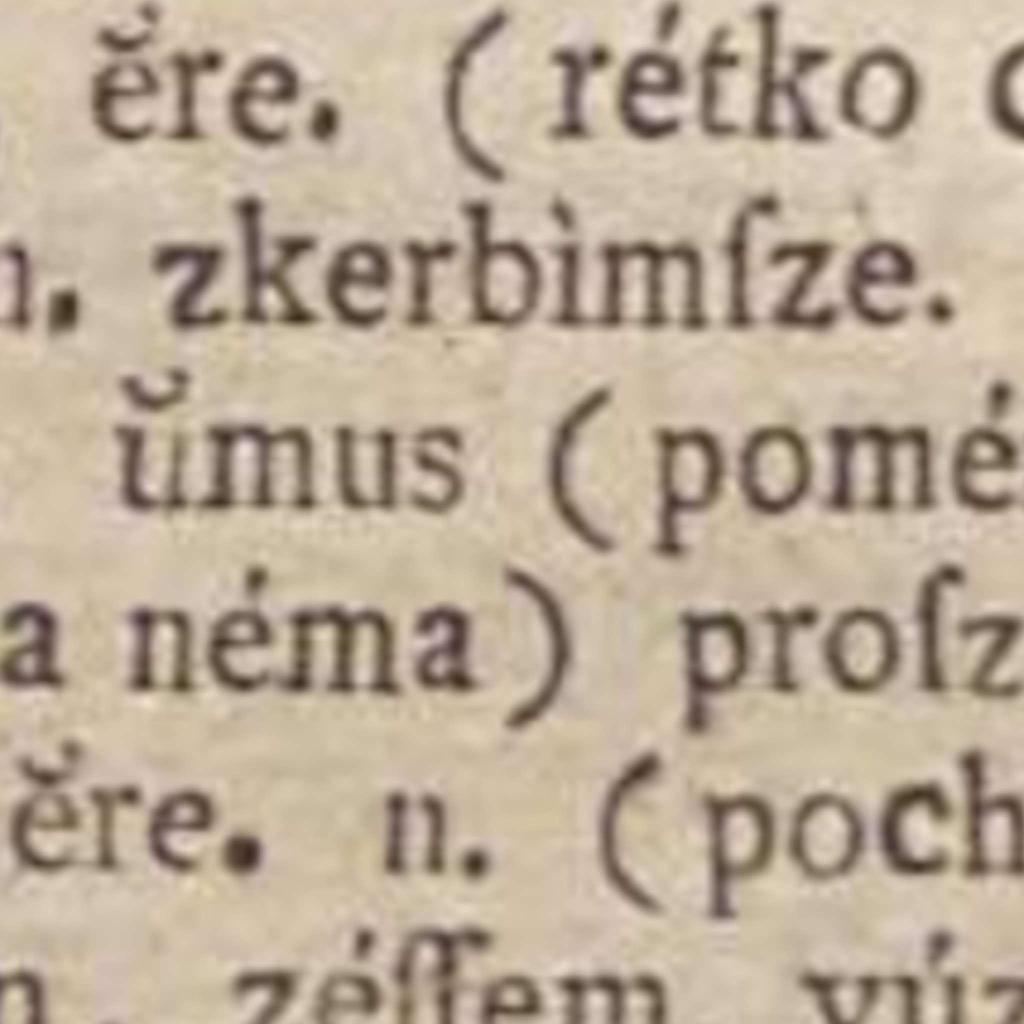 ĕre. (rétko
zkerbìmſze.
ŭmus (pomé
a néma) proſz
ĕre. n. (poch
zéſſem vúz